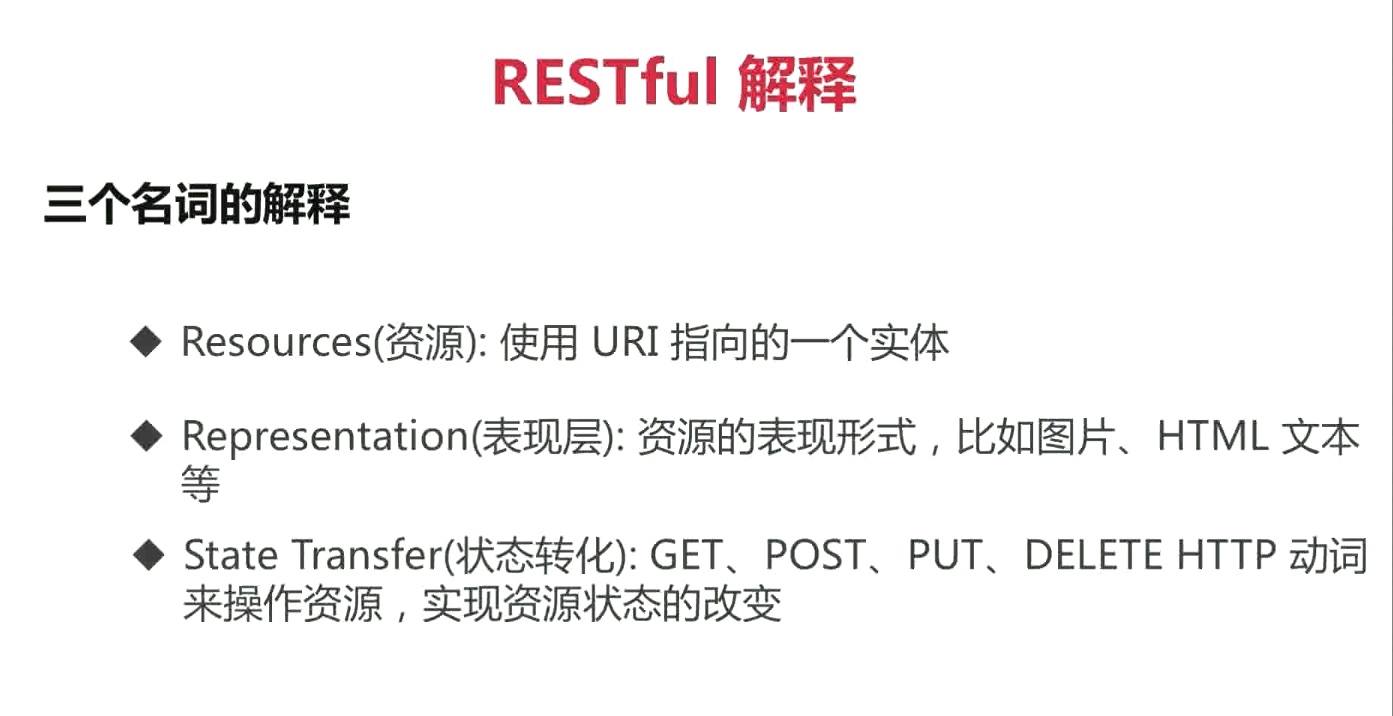 RESTful 解释
三个名词的解释
◆ Resources(资源): 使用 URI 指向的一个实体
◆ Representation(表现层): 资源的表现形式，比如图片、HTML 文本
等
◆ State Transfer(状态转化): GET、POST、PUT、DELETE HTTP 动词
来操作资源，实现资源状态的改变